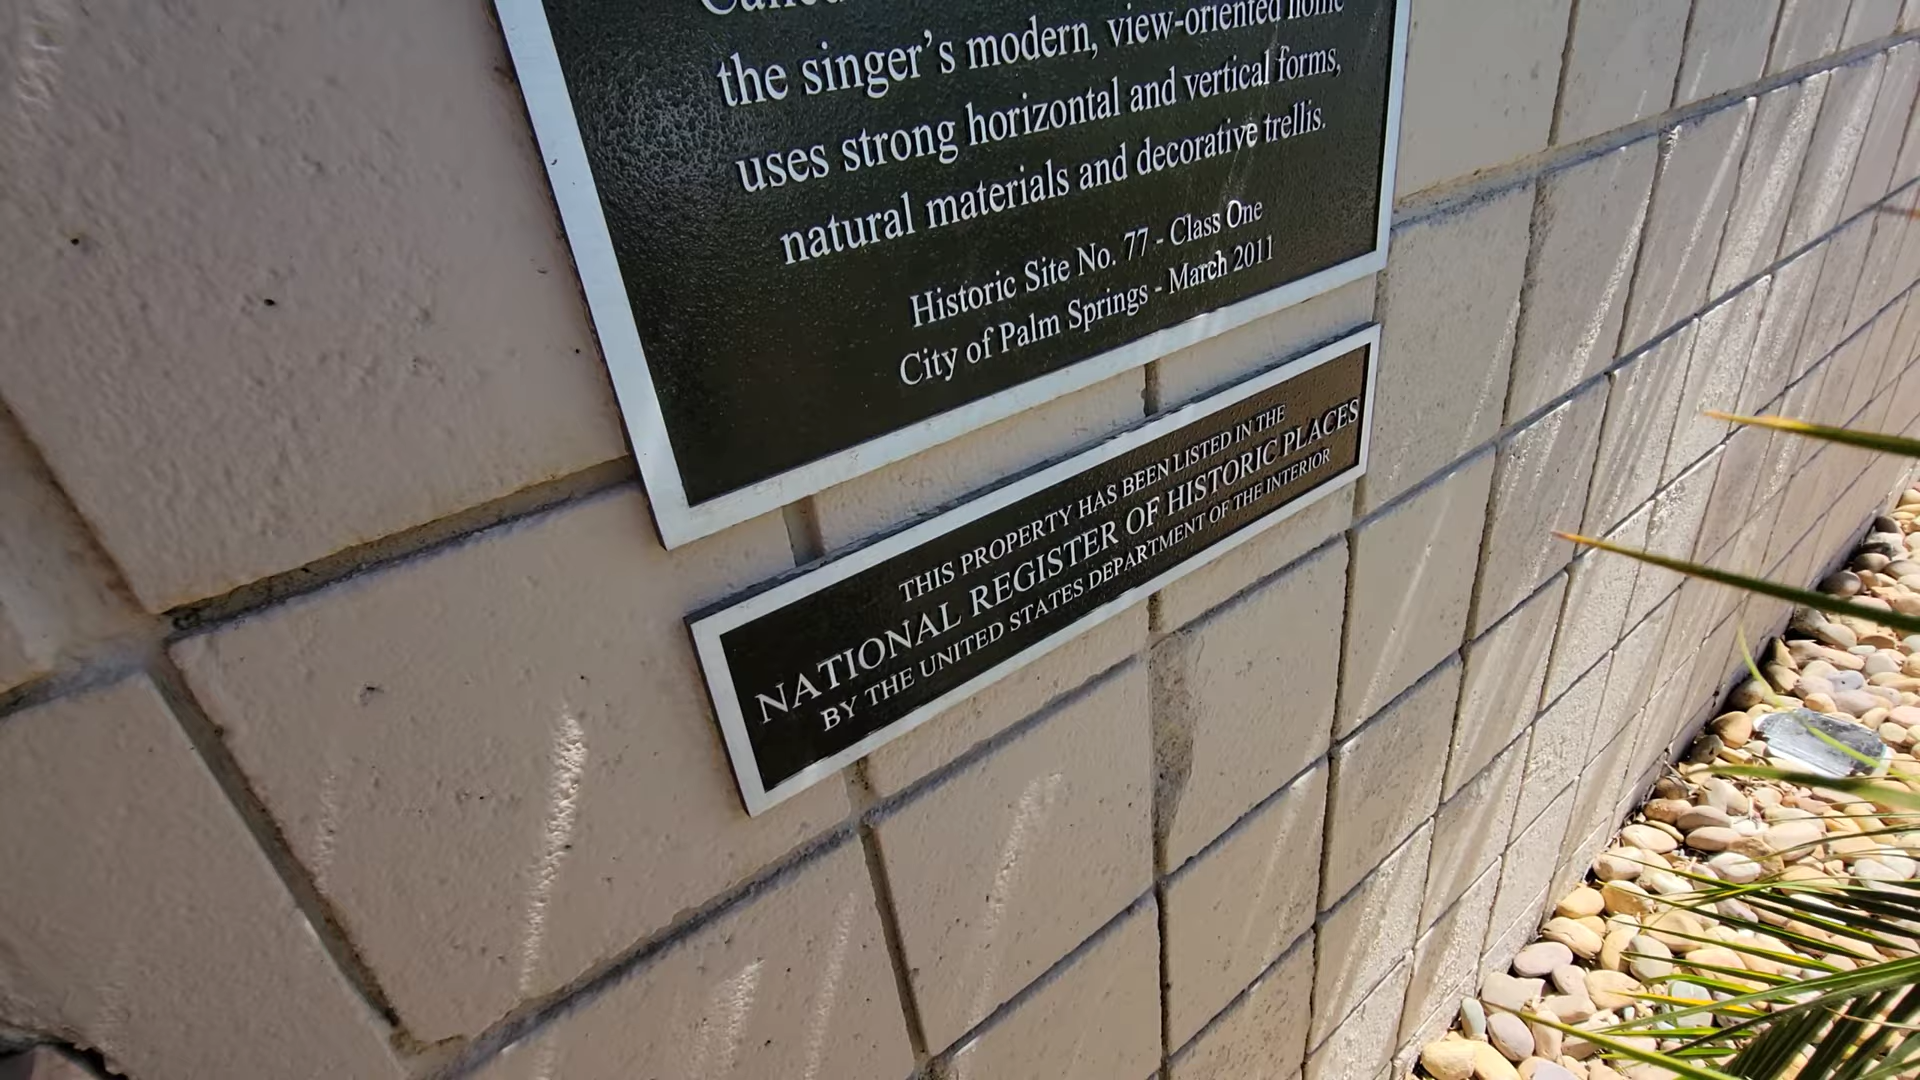 the singer's modern, view-oriented home
uses strong horizontal and vertical forms,
natural materials and decorative trellis.
Historic Site No. 77 - Class One
City of Palm Springs - March 2011
THIS PROPERTY HAS BEEN LISTED IN THE
NATIONAL REGISTER OF HISTORIC PLACES
BY THE UNITED STATES DEPARTMENT OF THE INTERIOR